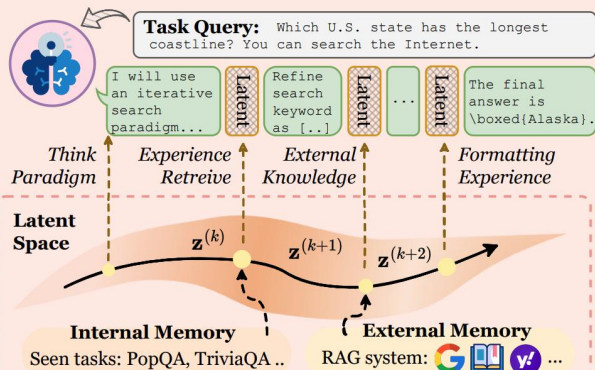 Task Query: Which U.S. state has the longest
coastline? You can search the Internet.
I will use
an iterative
search
paradigm...
Latent
Refine
search
keyword
as [..]
Latent
...
Latent
The final
answer is
\boxed{Alaska}.
Think
Paradigm
Experience
Retreive
External
Knowledge
Formatting
Experience
Latent
Space
z^(k)
z^(k+1)
z^(k+2)
Internal Memory
Seen tasks: PopQA, TriviaQA ..
External Memory
RAG system: G y! ...